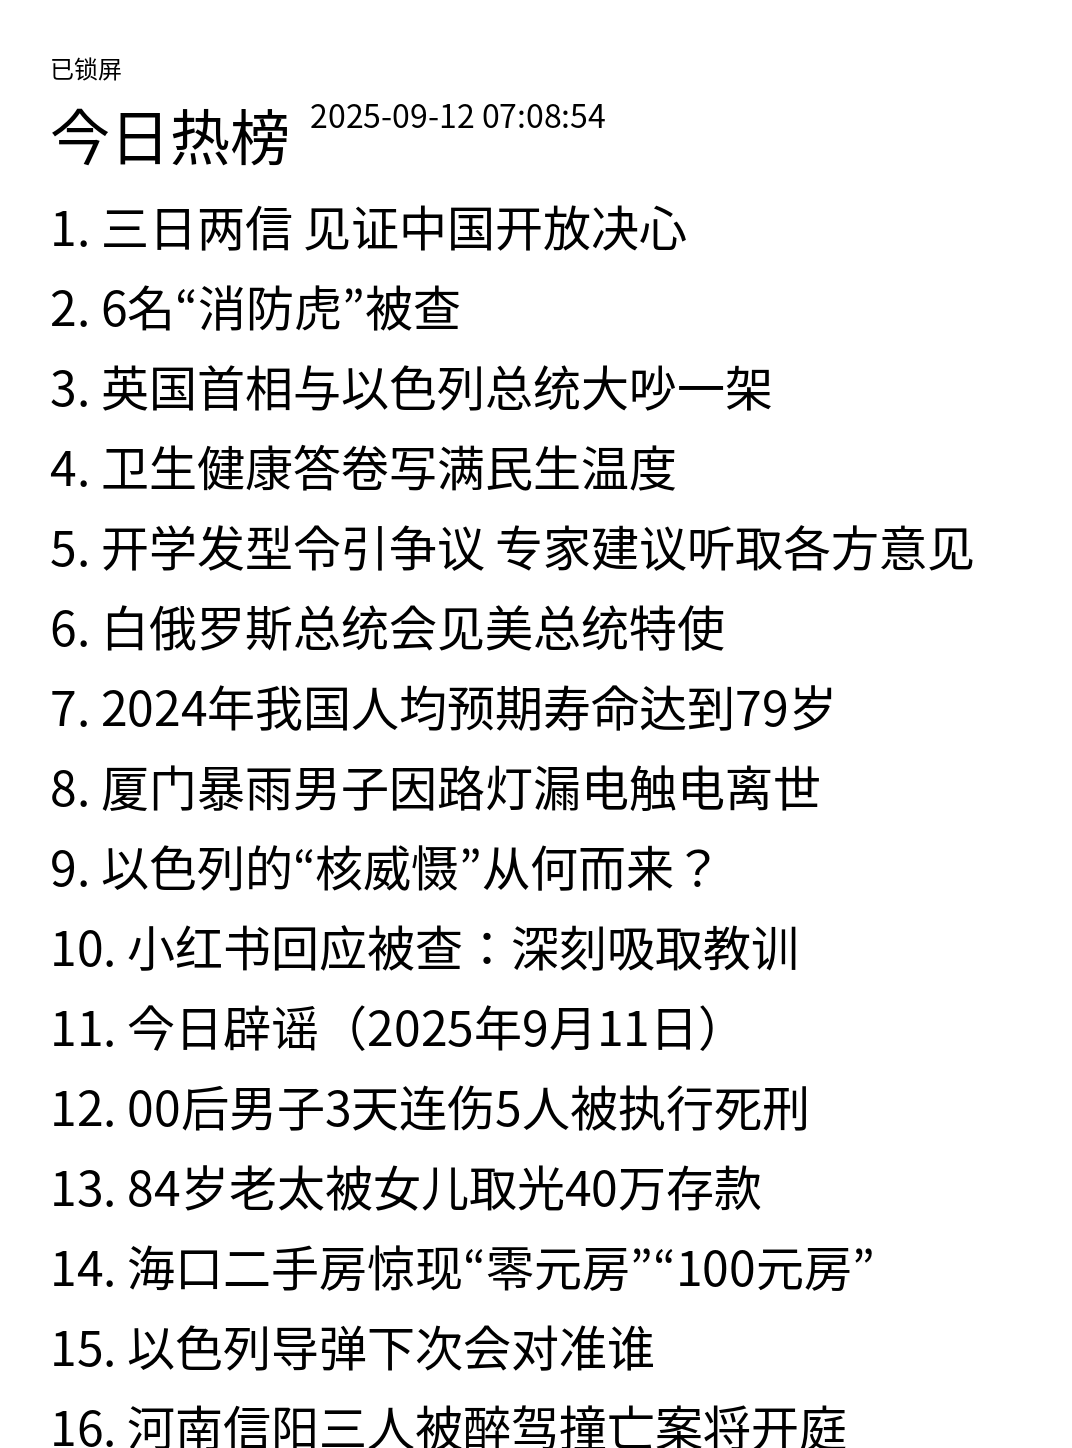 已锁屏
今日热榜 2025-09-12 07:08:54
1. 三日两信 见证中国开放决心
2. 6名“消防虎”被查
3. 英国首相与以色列总统大吵一架
4. 卫生健康答卷写满民生温度
5. 开学发型令引争议 专家建议听取各方意见
6. 白俄罗斯总统会见美总统特使
7. 2024年我国人均预期寿命达到79岁
8. 厦门暴雨男子因路灯漏电触电离世
9. 以色列的“核威慑”从何而来？
10. 小红书回应被查：深刻吸取教训
11. 今日辟谣（2025年9月11日）
12. 00后男子3天连伤5人被执行死刑
13. 84岁老太被女儿取光40万存款
14. 海口二手房惊现“零元房”“100元房”
15. 以色列导弹下次会对准谁
16. 河南信阳三人被醉驾撞亡案将开庭